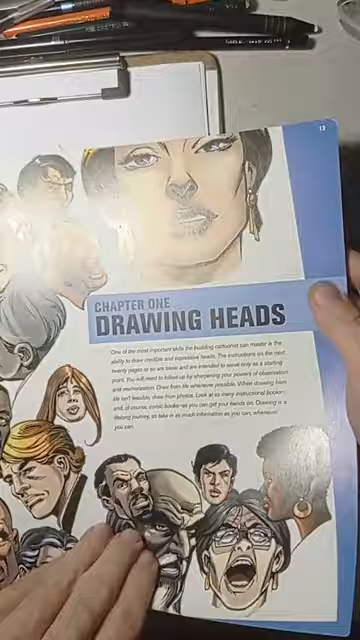 13
CHAPTER ONE
DRAWING HEADS
One of the most important skills the budding cartoonist can master is the
ability to draw credible and expressive heads. The instructions on the next
twenty pages or so are basic and are intended to serve only as a starting
point. You will need to follow up by sharpening your powers of observation
and memorization. Draw from life whenever possible. When drawing from
life isn't feasible, draw from photos. Look at as many instructional books—
and, of course, comic books—as you can get your hands on. Drawing is a
lifelong journey, so take in as much information as you can, whenever
you can.